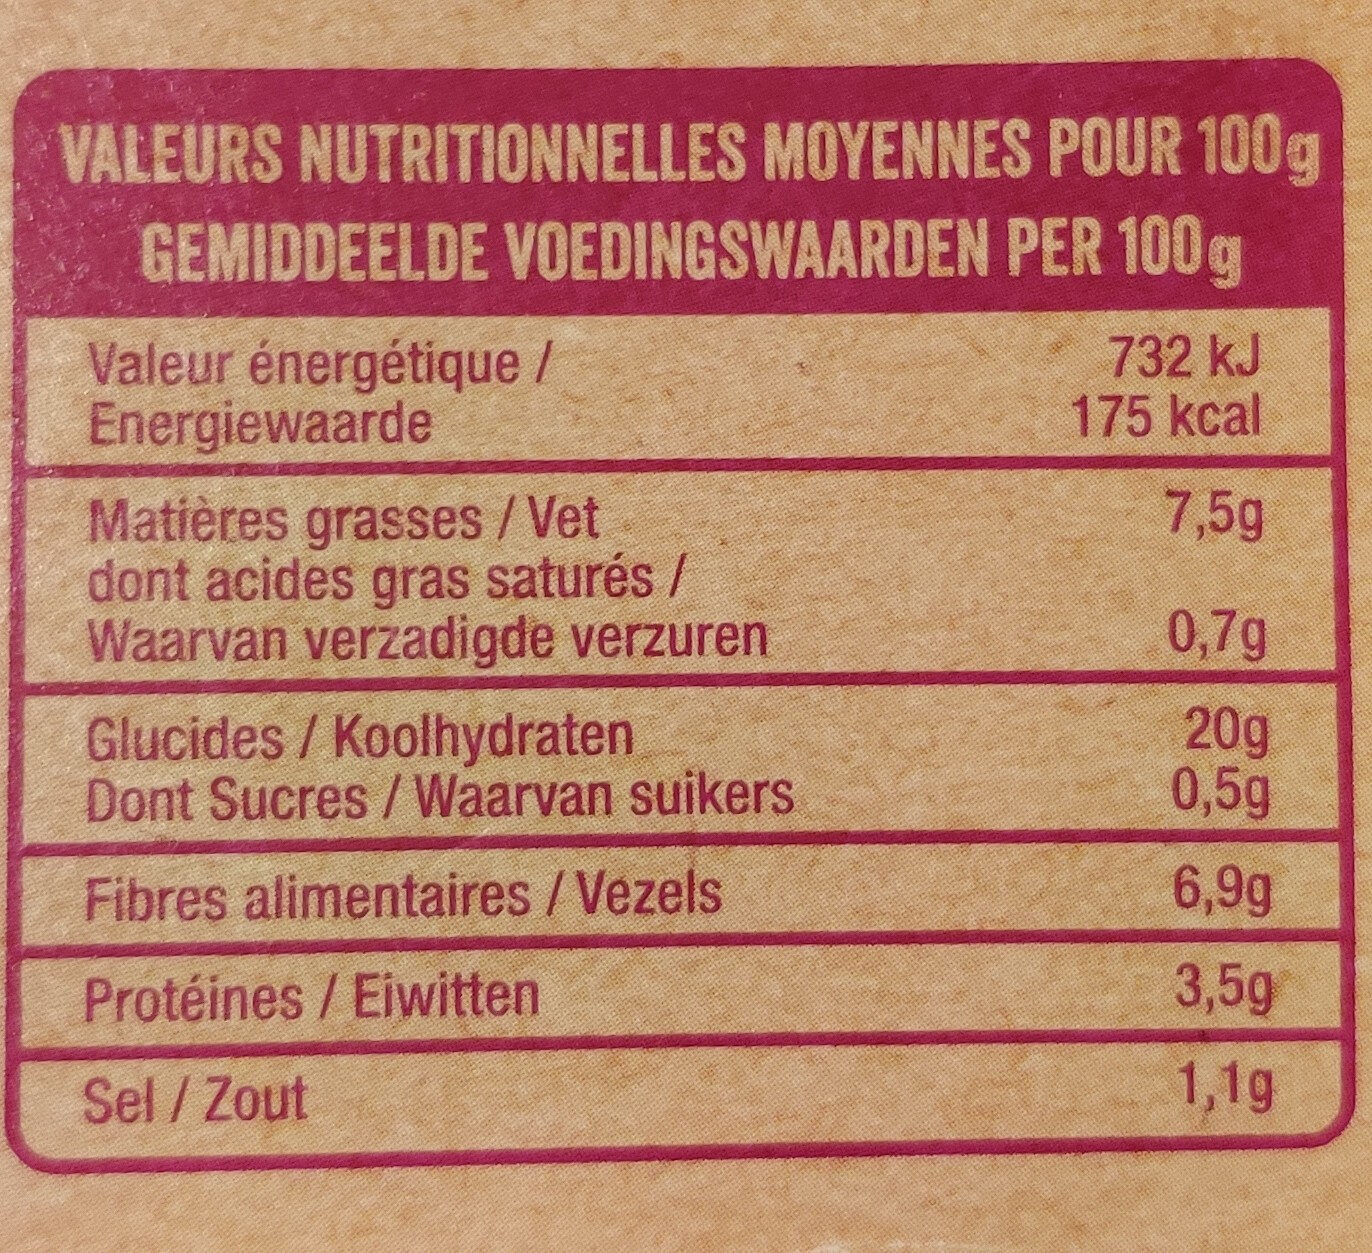 VALEURS NUTRITIONNELLES MOYENNES POUR 100g
GEMIDDEELDE VOEDINGSWAARDEN PER 100g
Valeur énergétique / 732 kJ
Energiewaarde 175 kcal
Matières grasses / Vet 7,5g
dont acides gras saturés /
Waarvan verzadigde verzuren 0,7g
Glucides / Koolhydraten 20g
Dont Sucres / Waarvan suikers 0,5g
Fibres alimentaires / Vezels 6,9g
Protéines / Eiwitten 3,5g
Sel / Zout 1,1g